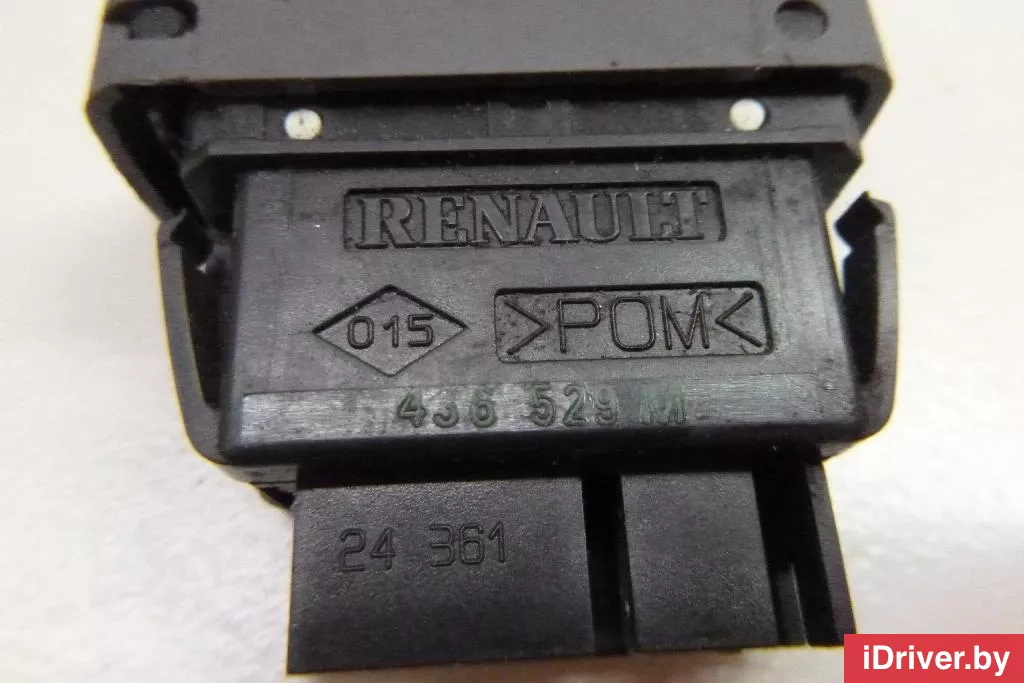 RENAULT
015 >POM<
436 529 M
24 361
iDriver.by